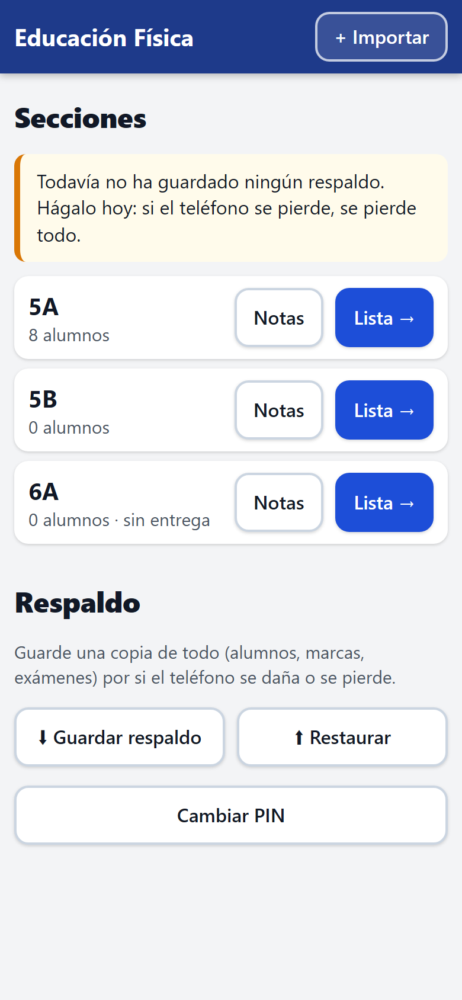 Educación Física
+ Importar
Secciones
Todavía no ha guardado ningún respaldo.
Hágalo hoy: si el teléfono se pierde, se pierde
todo.
5A
8 alumnos
Notas
Lista →
5B
0 alumnos
Notas
Lista →
6A
0 alumnos · sin entrega
Notas
Lista →
Respaldo
Guarde una copia de todo (alumnos, marcas,
exámenes) por si el teléfono se daña o se pierde.
⬇ Guardar respaldo
⬆ Restaurar
Cambiar PIN